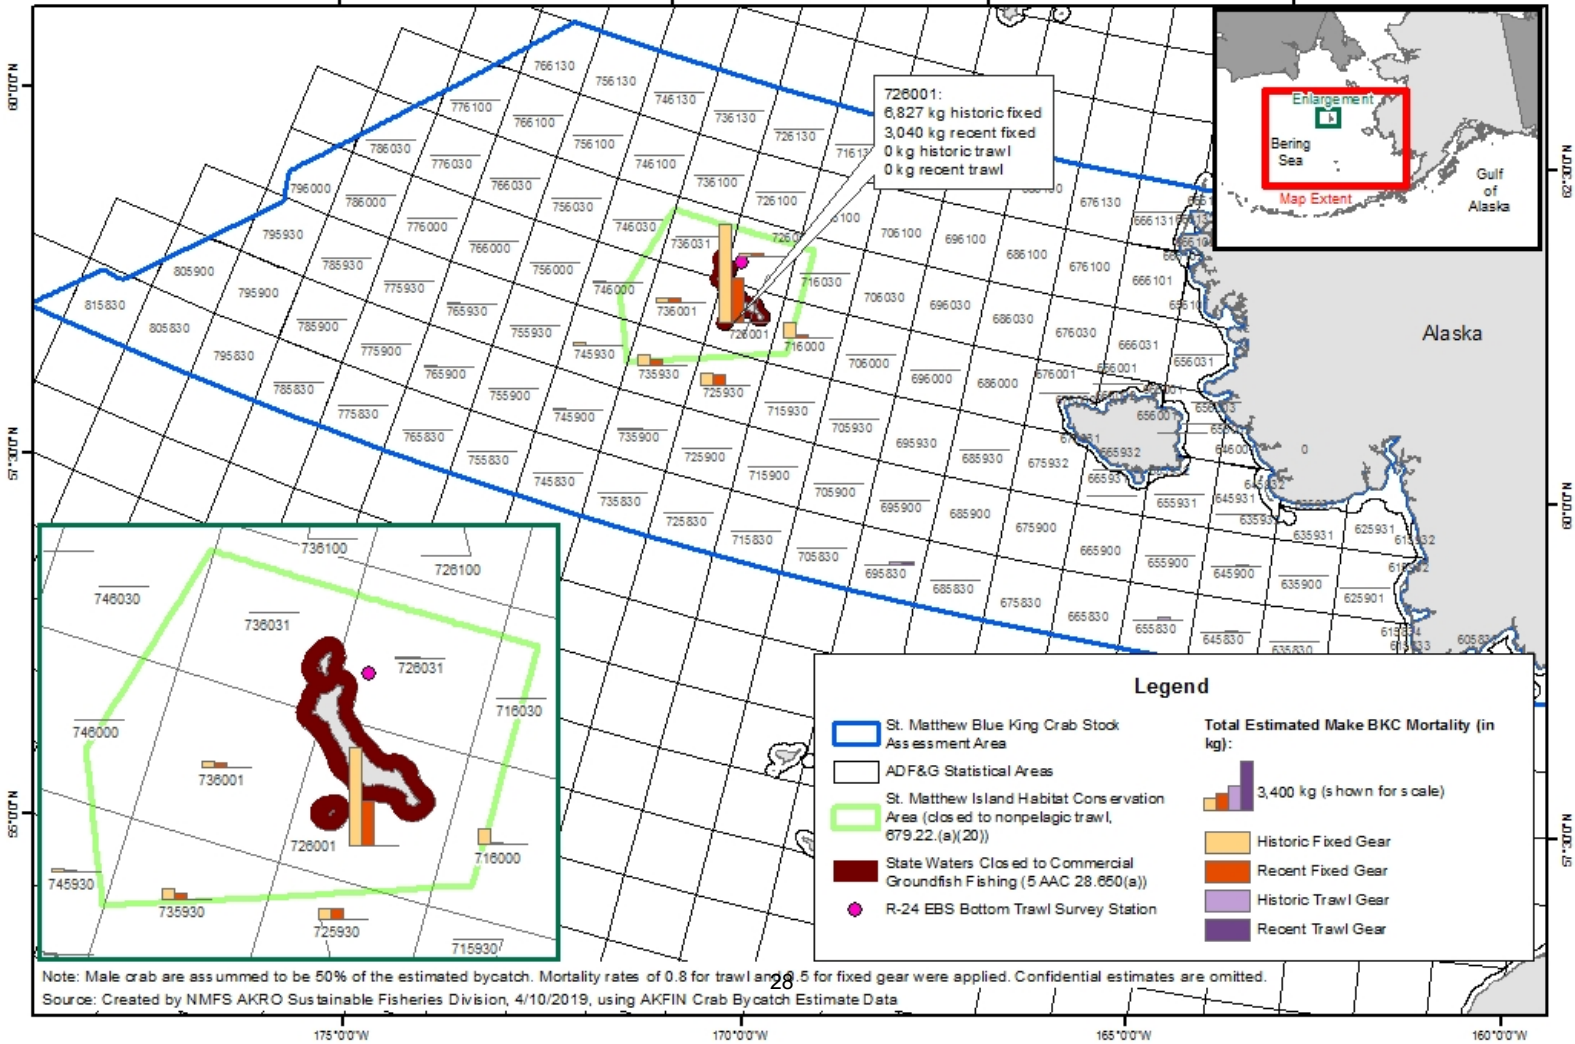 60°0'0"N
62°30'0"N
57°30'0"N
60°0'0"N
55°0'0"N
57°30'0"N
175°0'0"W
170°0'0"W
165°0'0"W
160°0'0"W
726001:
6,827 kg historic fixed
3,040 kg recent fixed
0 kg historic trawl
0 kg recent trawl
Enlargement
Bering
Sea
Gulf
of
Alaska
Map Extent
Alaska
766130
756130
746130
736130
726130
776100
766100
756100
746100
736100
726100
786030
776030
766030
756030
746030
736031
716030
706100
696100
686100
676100
676130
666131
666101
796000
786000
776000
766000
756000
746000
736001
726001
716000
706030
696030
686030
676030
666031
656031
795930
785930
775930
765930
755930
745930
735930
725930
715930
706000
696000
686000
676001
666001
805900
795900
785900
775900
765900
755900
745900
735900
725900
715900
705900
695900
685900
675900
665900
655900
645900
635900
625901
705930
695930
685930
675932
665932
655931
645931
635931
625931
815830
805830
795830
785830
775830
765830
755830
745830
735830
725830
715830
705830
695830
685830
675830
665830
655830
645830
635830
0
736100
726100
746030
736031
726031
716030
746000
736001
726001
716000
745930
735930
725930
715930
Legend
St. Matthew Blue King Crab Stock
Assessment Area
ADF&G Statistical Areas
St. Matthew Island Habitat Conservation
Area (closed to nonpelagic trawl,
679.22.(a)(20))
State Waters Closed to Commercial
Groundfish Fishing (5 AAC 28.650(a))
R-24 EBS Bottom Trawl Survey Station
Total Estimated Make BKC Mortality (in
kg):
3,400 kg (shown for scale)
Historic Fixed Gear
Recent Fixed Gear
Historic Trawl Gear
Recent Trawl Gear
Note: Male crab are assummed to be 50% of the estimated bycatch. Mortality rates of 0.8 for trawl and 0.5 for fixed gear were applied. Confidential estimates are omitted.
28
Source: Created by NMFS AKRO Sustainable Fisheries Division, 4/10/2019, using AKFIN Crab Bycatch Estimate Data